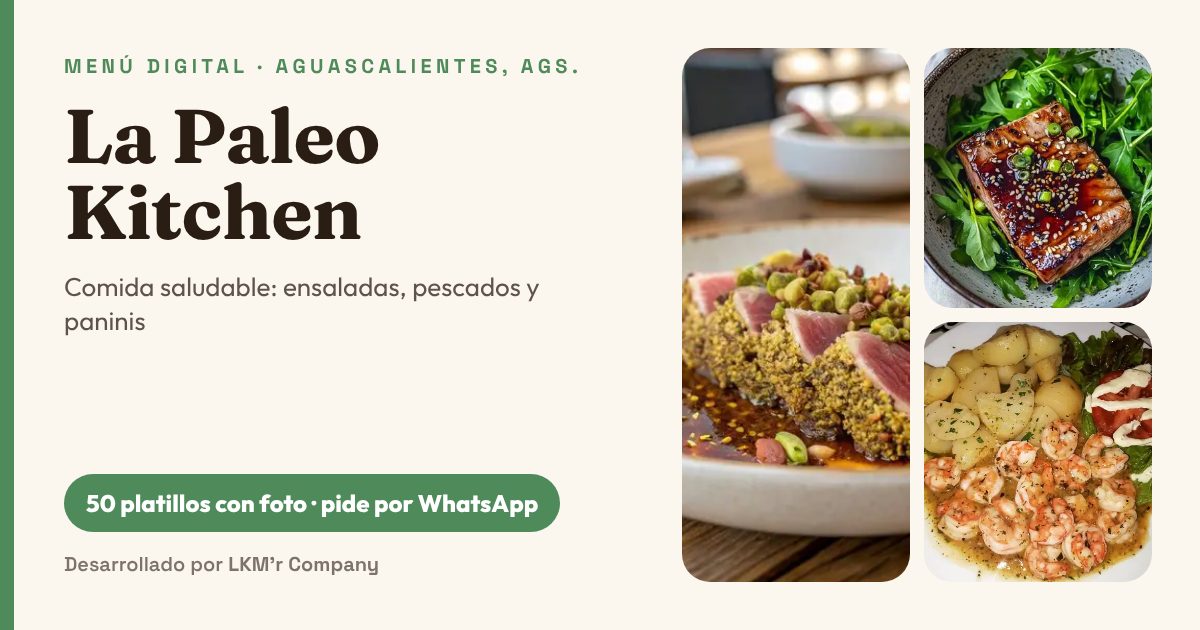 MENÚ DIGITAL · AGUASCALIENTES, AGS.
La Paleo
Kitchen
Comida saludable: ensaladas, pescados y
paninis
50 platillos con foto · pide por WhatsApp
Desarrollado por LKM’r Company